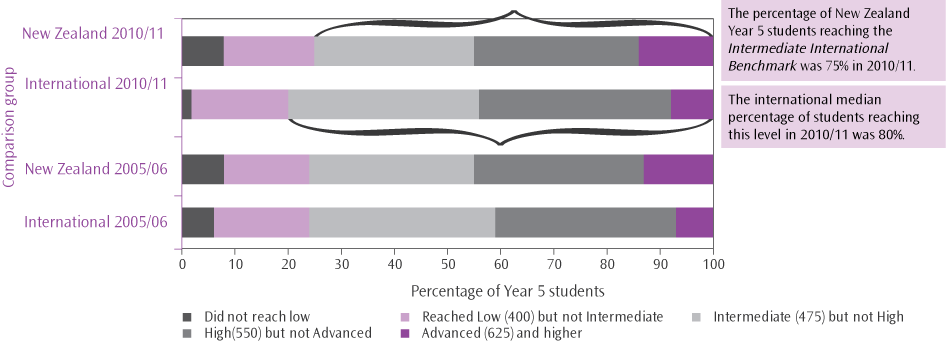 The percentage of New Zealand
Year 5 students reaching the
Intermediate International
Benchmark was 75% in 2010/11.
The international median
percentage of students reaching
this level in 2010/11 was 80%.
Comparison group
New Zealand 2010/11
International 2010/11
New Zealand 2005/06
International 2005/06
0 10 20 30 40 50 60 70 80 90 100
Percentage of Year 5 students
Did not reach low
Reached Low (400) but not Intermediate
Intermediate (475) but not High
High(550) but not Advanced
Advanced (625) and higher